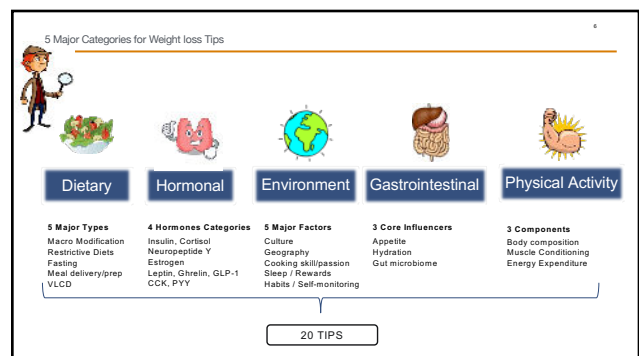 6
5 Major Categories for Weight loss Tips
Dietary
Hormonal
Environment
Gastrointestinal
Physical Activity
5 Major Types
Macro Modification
Restrictive Diets
Fasting
Meal delivery/prep
VLCD
4 Hormones Categories
Insulin, Cortisol
Neuropeptide Y
Estrogen
Leptin, Ghrelin, GLP-1
CCK, PYY
5 Major Factors
Culture
Geography
Cooking skill/passion
Sleep / Rewards
Habits / Self-monitoring
3 Core Influencers
Appetite
Hydration
Gut microbiome
3 Components
Body composition
Muscle Conditioning
Energy Expenditure
20 TIPS